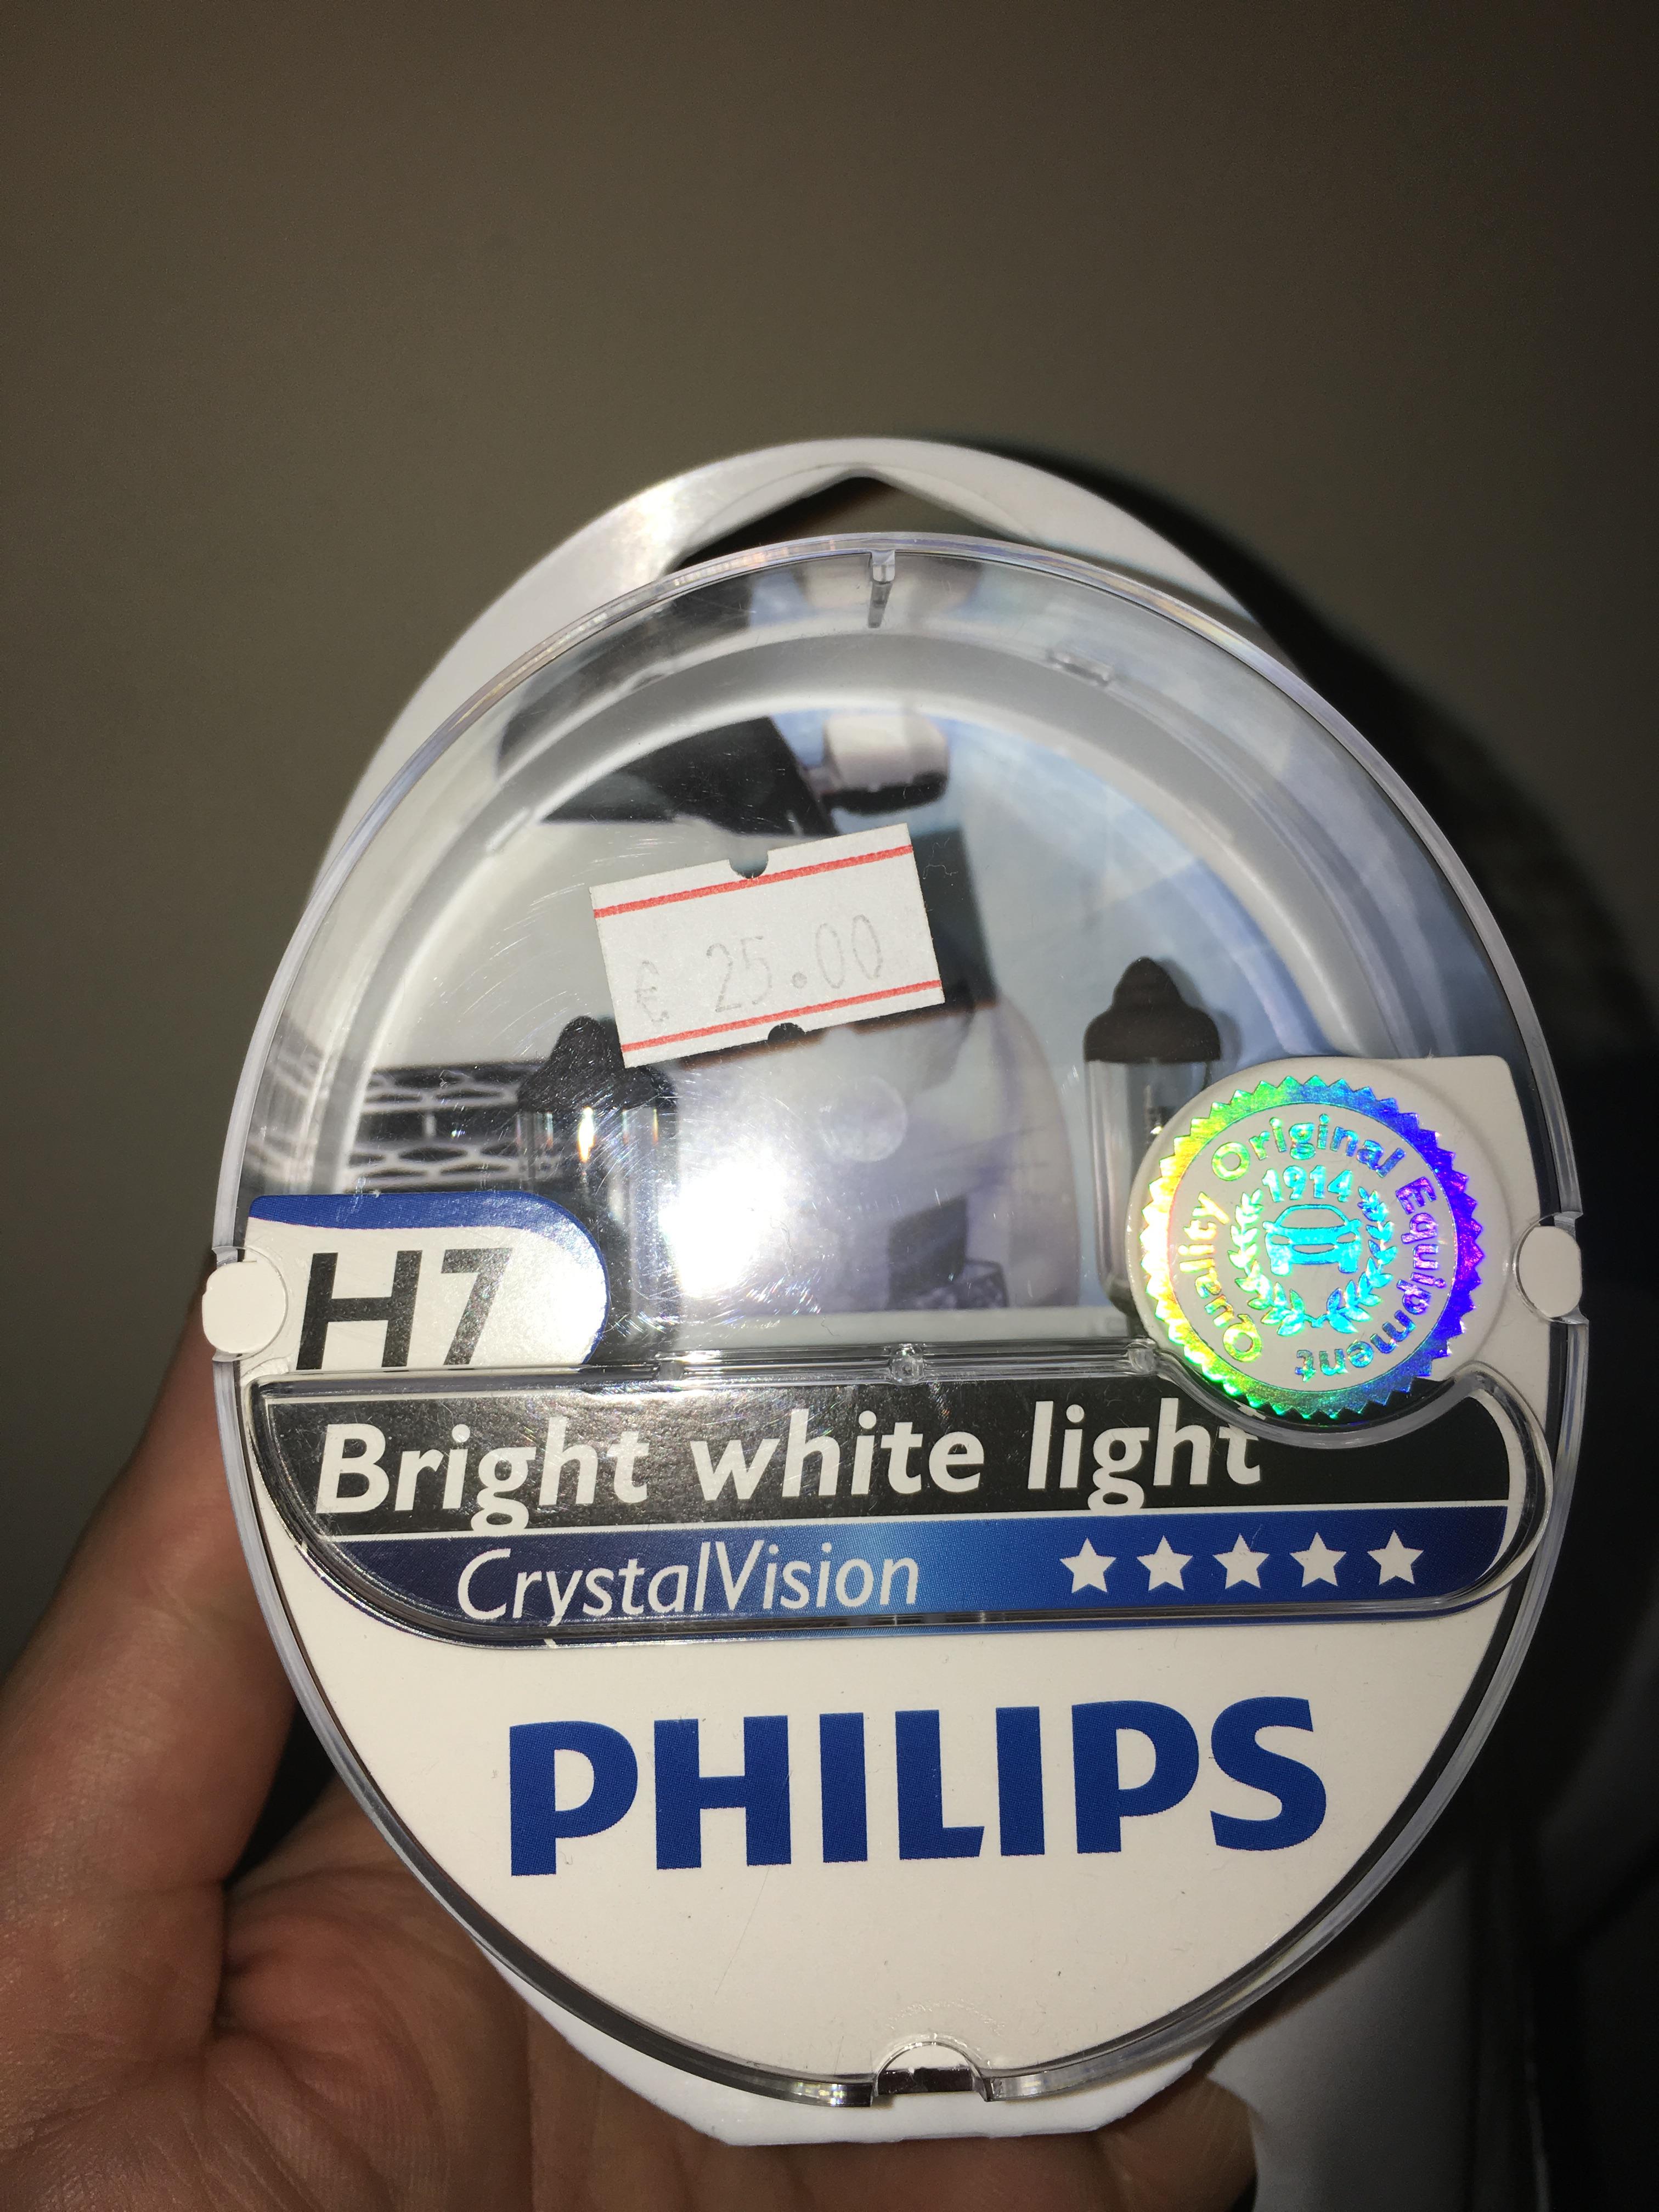 € 25.00
H7
Quality Original Equipment
1914
Bright white light
CrystalVision
PHILIPS